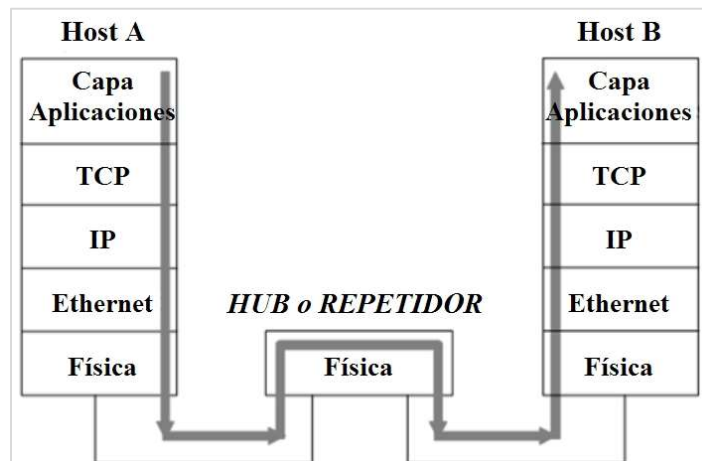 Host A
Host B
Capa
Aplicaciones
Capa
Aplicaciones
TCP
TCP
IP
IP
Ethernet
HUB o REPETIDOR
Ethernet
Física
Física
Física